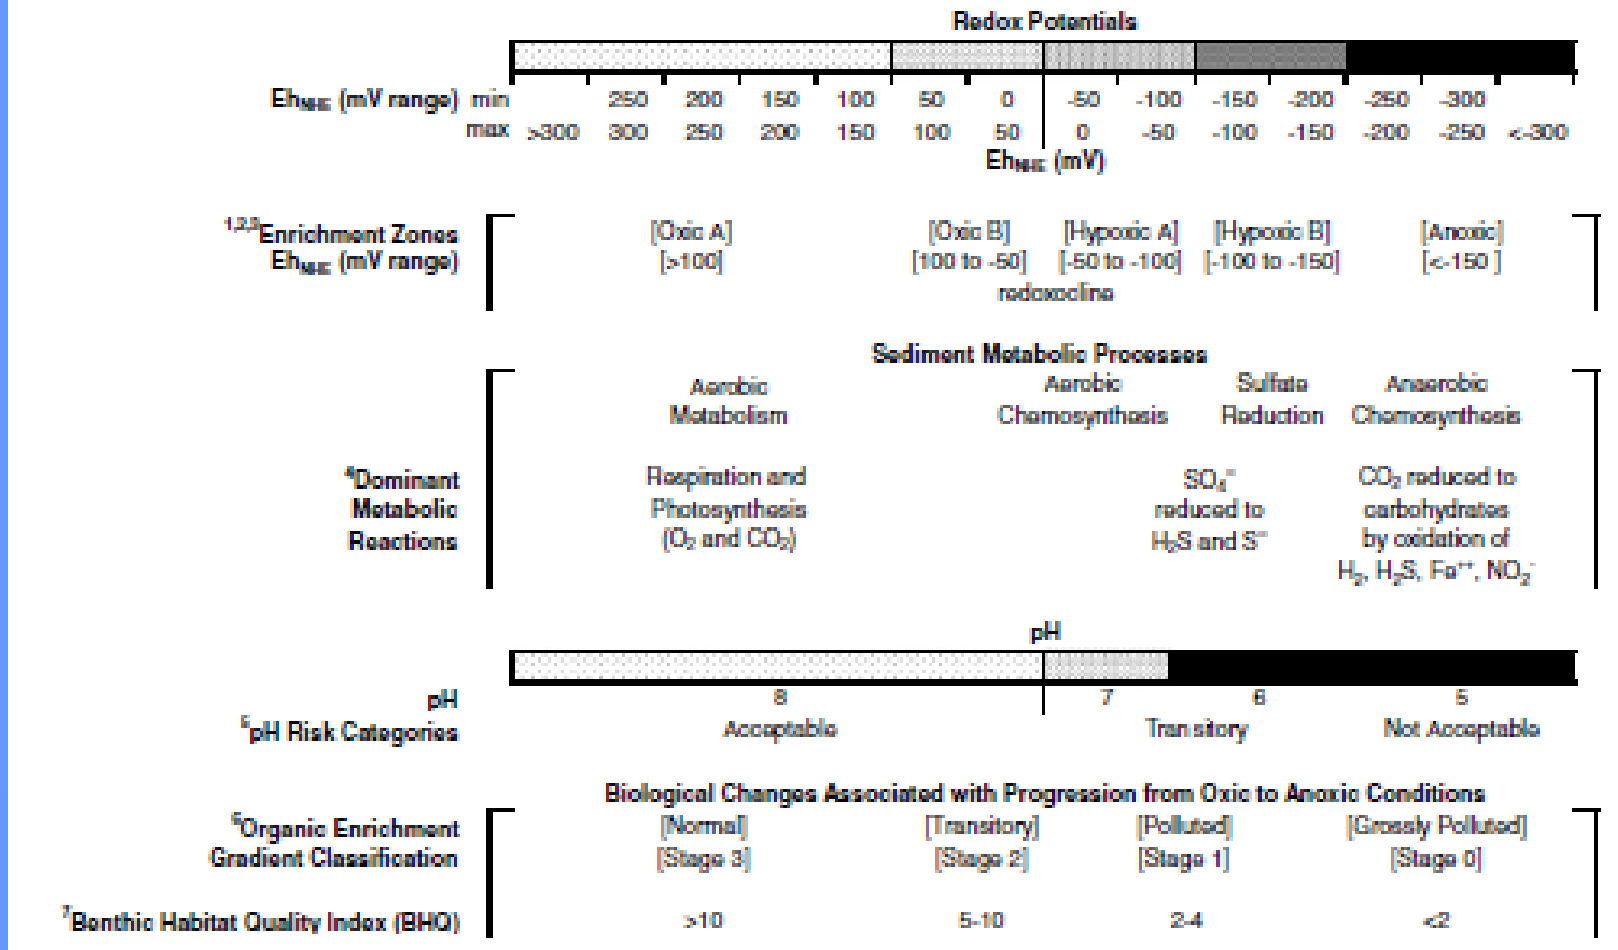 Redox Potentials
Eh_NHE (mV range) min 250 200 150 100 50 0 -50 -100 -150 -200 -250 -300
max >300 300 250 200 150 100 50 0 -50 -100 -150 -200 -250 <-300
Eh_NHE (mV)
1,2,3Enrichment Zones [Oxic A] [Oxic B] [Hypoxic A] [Hypoxic B] [Anoxic]
Eh_NHE (mV range) [>100] [100 to -50] [-50 to -100] [-100 to -150] [<-150 ]
redoxocline
Sediment Metabolic Processes
Aerobic Aerobic Sulfate Anaerobic
Metabolism Chemosynthesis Reduction Chemosynthesis
⁴Dominant Respiration and SO₄⁼ CO₂ reduced to
Metabolic Photosynthesis reduced to carbohydrates
Reactions (O₂ and CO₂) H₂S and S⁼ by oxidation of
H₂, H₂S, Fe⁺⁺, NO₂⁻
pH
pH 8 7 6 5
⁵pH Risk Categories Acceptable Transitory Not Acceptable
Biological Changes Associated with Progression from Oxic to Anoxic Conditions
⁶Organic Enrichment [Normal] [Transitory] [Polluted] [Grossly Polluted]
Gradient Classification [Stage 3] [Stage 2] [Stage 1] [Stage 0]
⁷Benthic Habitat Quality Index (BHQ) >10 5-10 2-4 <2